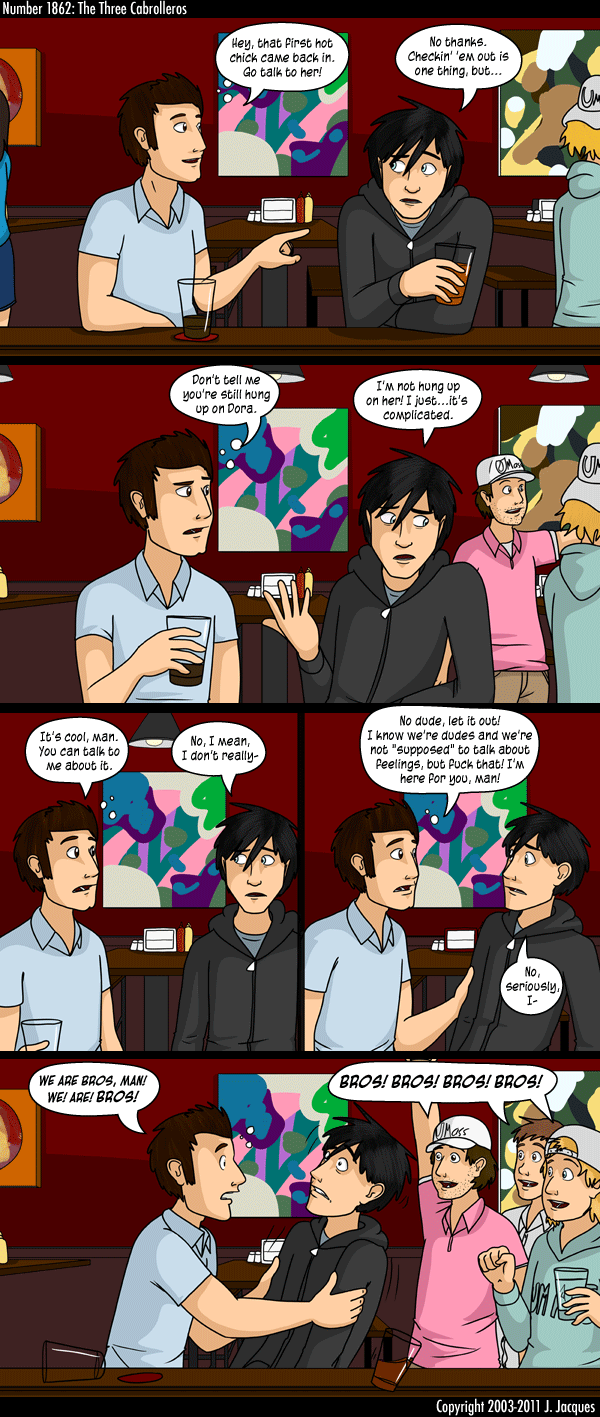 Number 1862: The Three Cabrolleros
Hey, that first hot
chick came back in.
Go talk to her!
No thanks.
Checkin' 'em out is
one thing, but...
UM
Don't tell me
you're still hung
up on Dora.
I'm not hung up
on her! I just...it's
complicated.
UMass
UM
It's cool, man.
You can talk to
me about it.
No, I mean,
I don't really-
No dude, let it out!
I know we're dudes and we're
not "supposed" to talk about
feelings, but fuck that! I'm
here for you, man!
No,
seriously,
I-
WE ARE BROS, MAN!
WE! ARE! BROS!
BROS! BROS! BROS! BROS!
UMass
UM
Copyright 2003-2011 J. Jacques